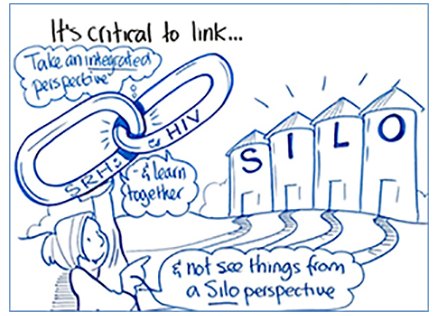 It's critical to link...
Take an integrated
perspective
SRH &
HIV
- & learn
together
SILO
& not see things from
a Silo perspective